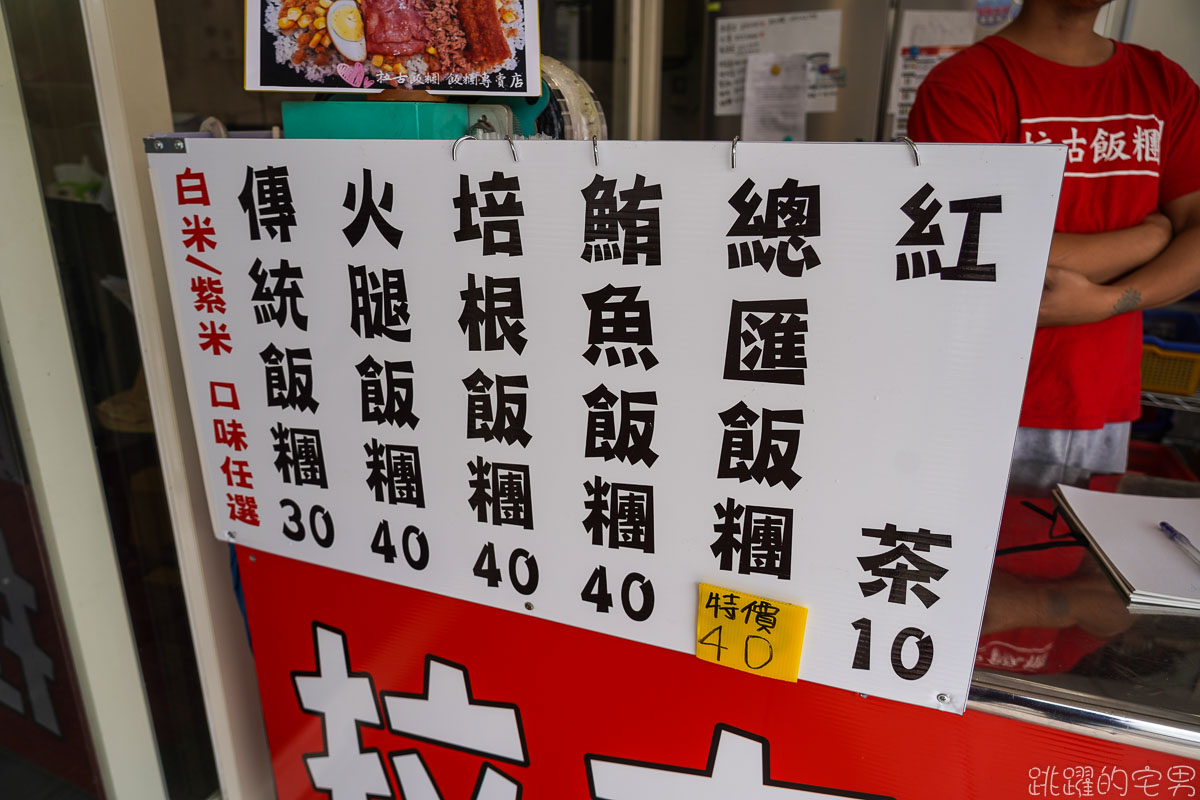 拉古飯糰 飯糰專賣店
拉古飯糰
白米/紫米 口味任選
傳統飯糰 30
火腿飯糰 40
培根飯糰 40
鮪魚飯糰 40
總匯飯糰
特價
40
紅茶 10
跳躍的宅男